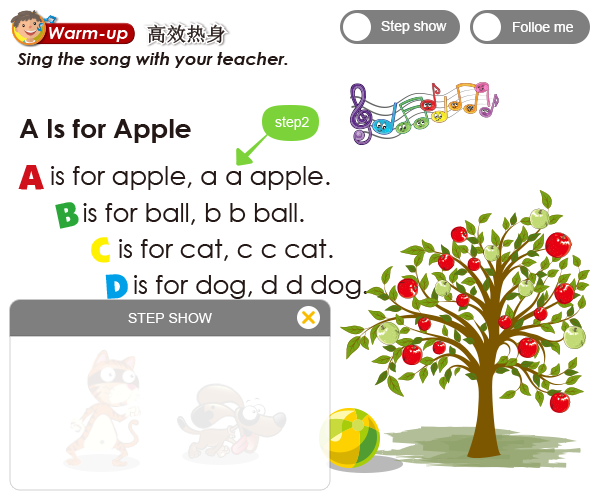 Warm-up 高效热身
Step show
Folloe me
Sing the song with your teacher.
A Is for Apple
step2
A is for apple, a a apple.
B is for ball, b b ball.
C is for cat, c c cat.
D is for dog, d d dog.
STEP SHOW